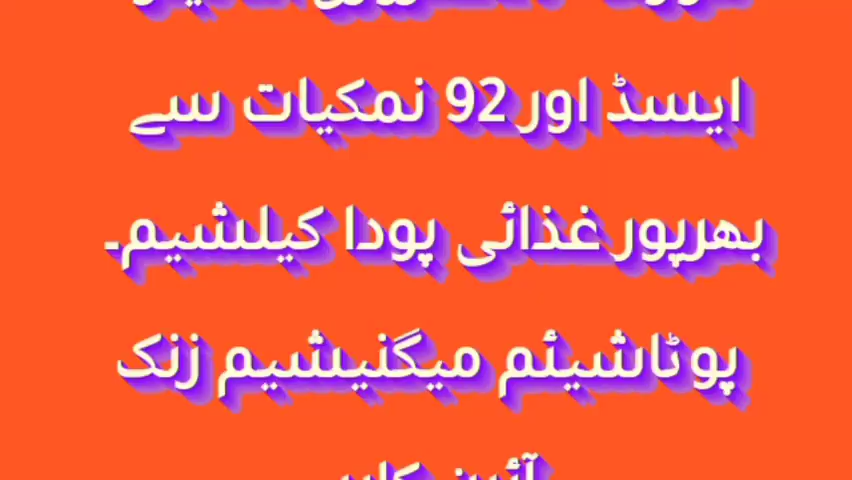 ایسڈ اور 92 نمکیات سے
بھرپور غذائی پودا کیلشیم۔
پوٹاشیئم میگنیشیم زنک